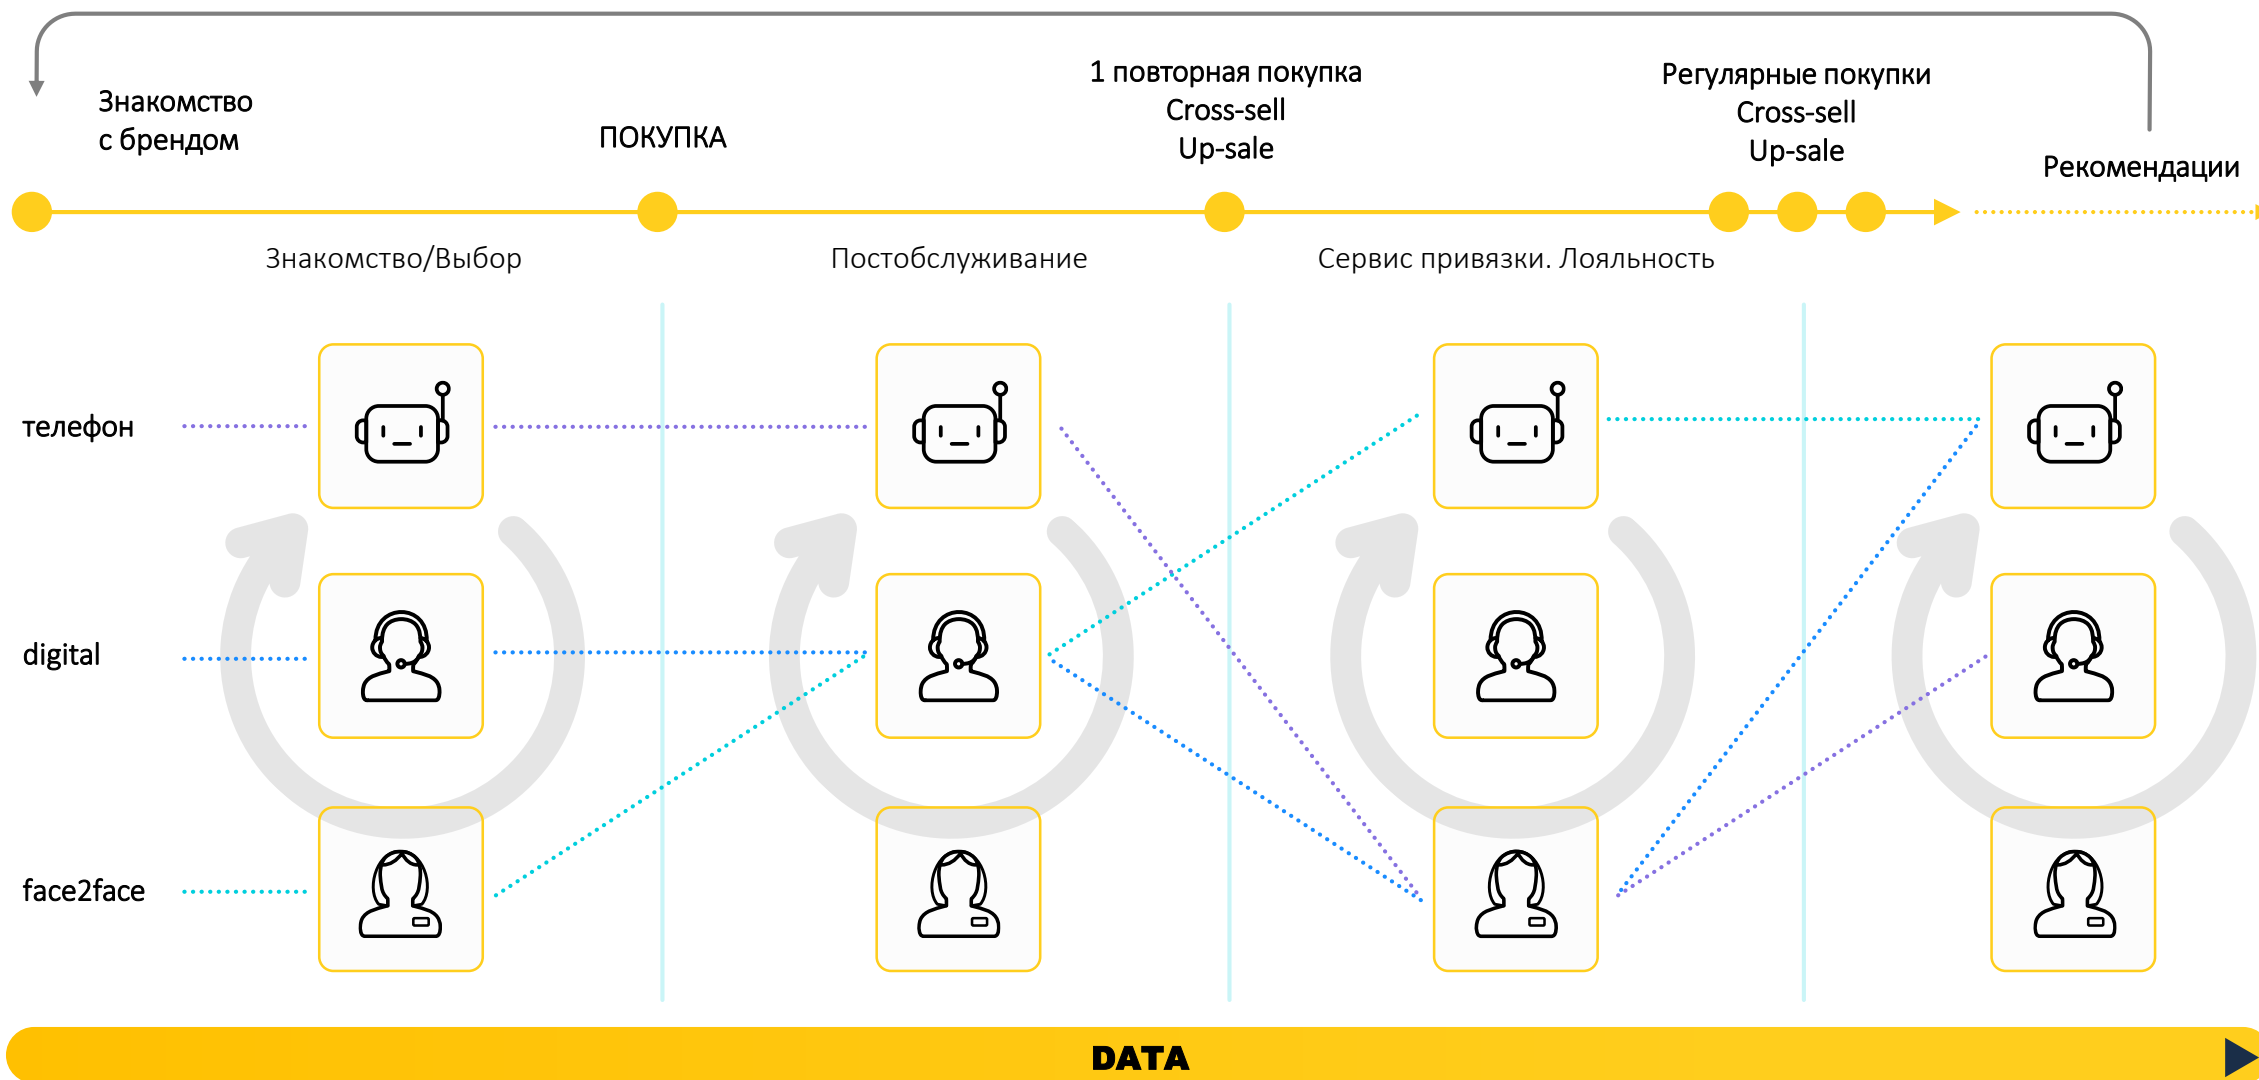 Знакомство
с брендом
ПОКУПКА
1 повторная покупка
Cross-sell
Up-sale
Регулярные покупки
Cross-sell
Up-sale
Рекомендации
Знакомство/Выбор
Постобслуживание
Сервис привязки. Лояльность
телефон
digital
face2face
DATA